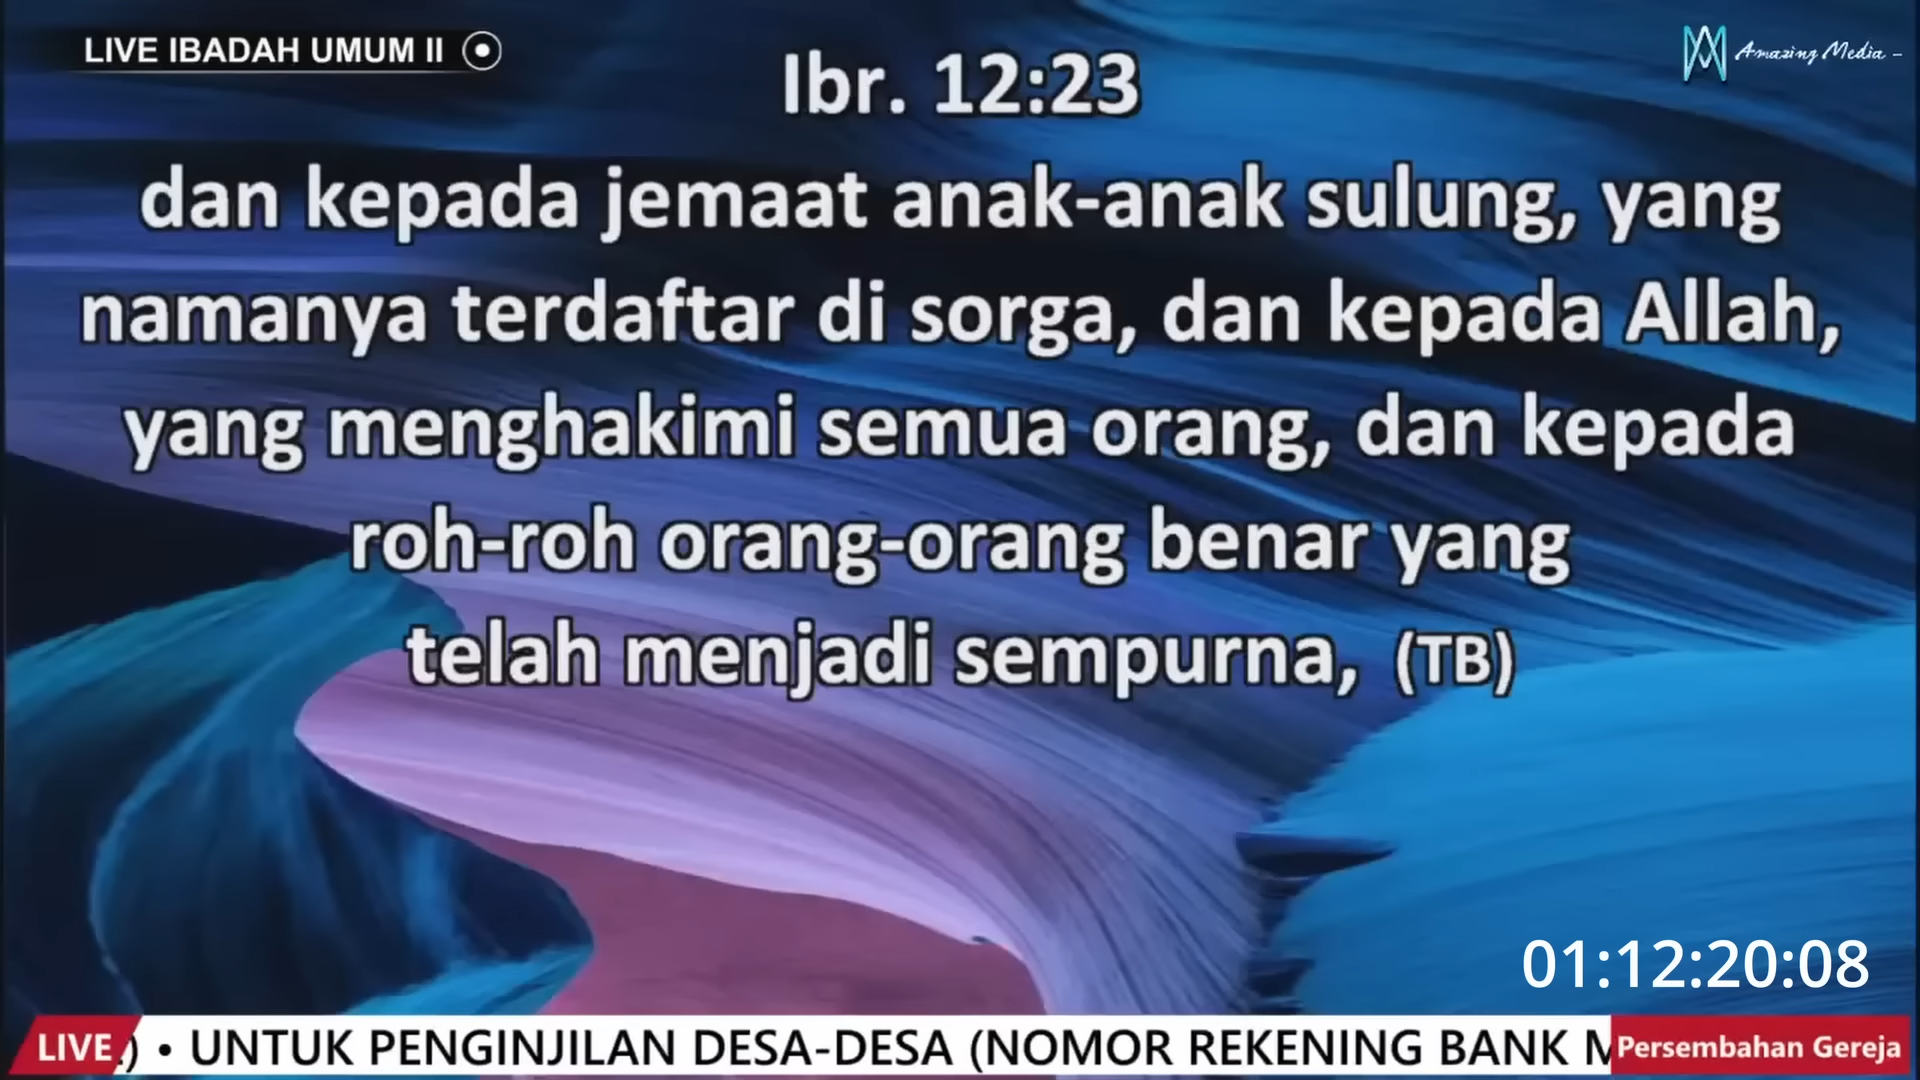 LIVE IBADAH UMUM II
Amazing Media -
Ibr. 12:23
dan kepada jemaat anak-anak sulung, yang
namanya terdaftar di sorga, dan kepada Allah,
yang menghakimi semua orang, dan kepada
roh-roh orang-orang benar yang
telah menjadi sempurna, (TB)
01:12:20:08
LIVE
) • UNTUK PENGINJILAN DESA-DESA (NOMOR REKENING BANK M
Persembahan Gereja